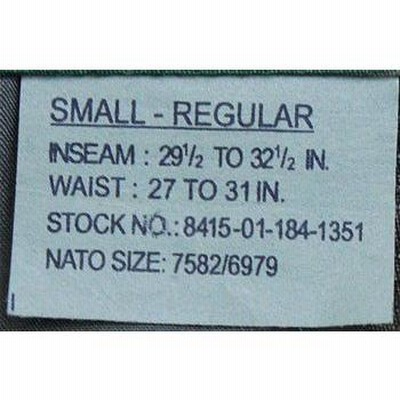 SMALL - REGULAR
INSEAM : 29½ TO 32½ IN.
WAIST : 27 TO 31 IN.
STOCK NO.: 8415-01-184-1351
NATO SIZE: 7582/6979